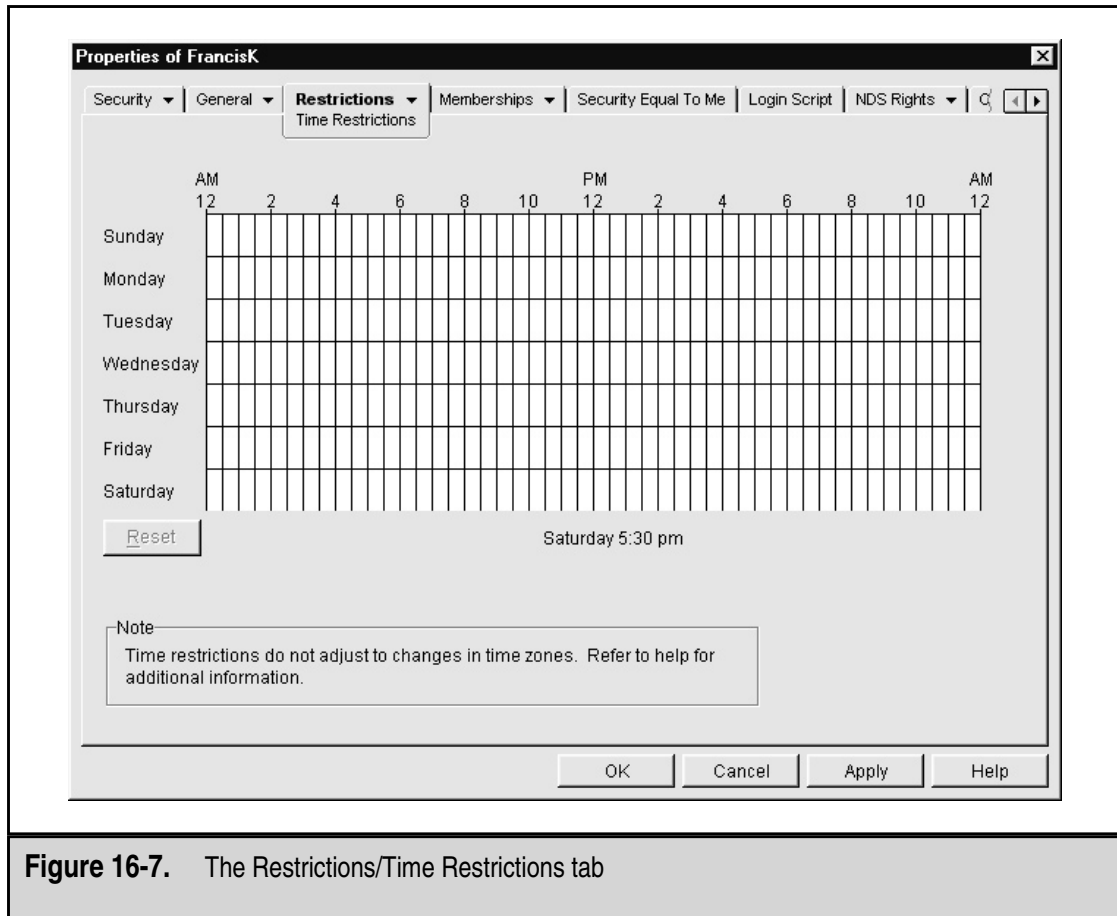 Properties of FrancisK
Security General Restrictions Memberships Security Equal To Me Login Script NDS Rights
Time Restrictions
AM PM AM
12 2 4 6 8 10 12 2 4 6 8 10 12
Sunday
Monday
Tuesday
Wednesday
Thursday
Friday
Saturday
Reset Saturday 5:30 pm
Note
Time restrictions do not adjust to changes in time zones. Refer to help for
additional information.
OK Cancel Apply Help
Figure 16-7. The Restrictions/Time Restrictions tab